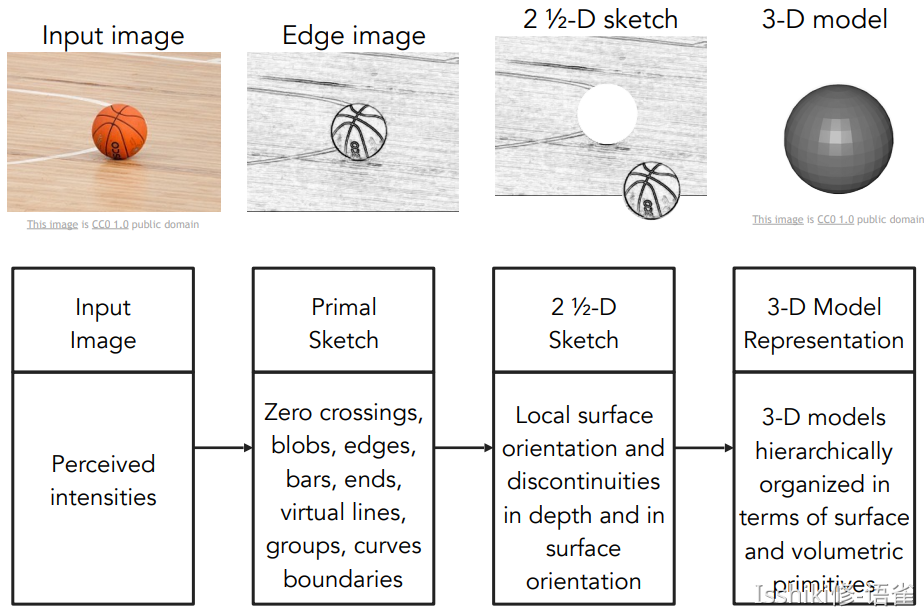 Input image
Edge image
2 ½-D sketch
3-D model
This image is CC0 1.0 public domain
This image is CC0 1.0 public domain
Input
Image
Perceived
intensities
Primal
Sketch
Zero crossings,
blobs, edges,
bars, ends,
virtual lines,
groups, curves
boundaries
2 ½-D
Sketch
Local surface
orientation and
discontinuities
in depth and in
surface
orientation
3-D Model
Representation
3-D models
hierarchically
organized in
terms of surface
and volumetric
primitives
Isshiki修-语雀